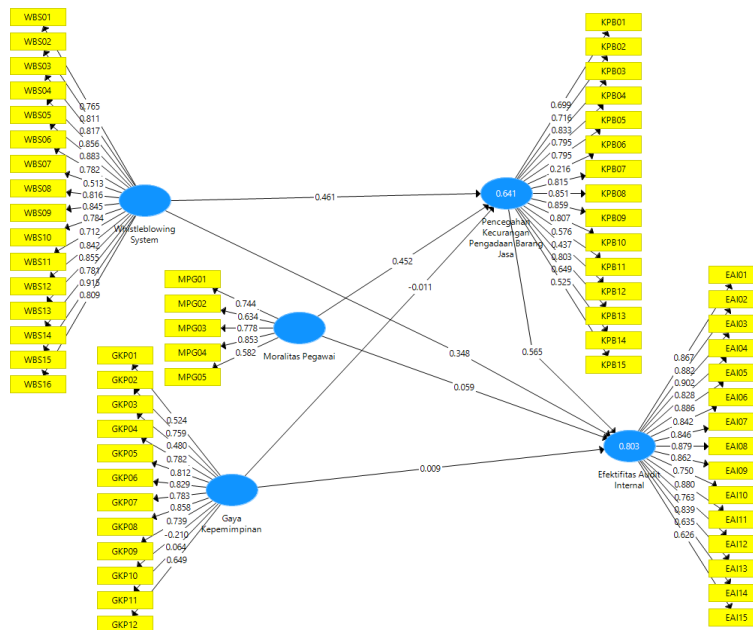 WBS01
WBS02
WBS03
WBS04
WBS05
WBS06
WBS07
WBS08
WBS09
WBS10
WBS11
WBS12
WBS13
WBS14
WBS15
WBS16
0.765
0.811
0.817
0.856
0.883
0.782
0.513
0.816
0.845
0.784
0.712
0.842
0.855
0.781
0.915
0.809
Whistleblowing
System
0.461
0.452
-0.011
0.348
0.059
0.565
0.009
MPG01
MPG02
MPG03
MPG04
MPG05
0.744
0.634
0.778
0.853
0.582
Moralitas Pegawai
GKP01
GKP02
GKP03
GKP04
GKP05
GKP06
GKP07
GKP08
GKP09
GKP10
GKP11
GKP12
0.524
0.759
0.480
0.782
0.812
0.829
0.783
0.858
0.739
-0.210
0.064
0.649
Gaya
Kepemimpinan
KPB01
KPB02
KPB03
KPB04
KPB05
KPB06
KPB07
KPB08
KPB09
KPB10
KPB11
KPB12
KPB13
KPB14
KPB15
0.699
0.716
0.833
0.795
0.795
0.216
0.815
0.851
0.859
0.807
0.576
0.437
0.803
0.649
0.525
0.641
Pencegahan
Kecurangan
Pengadaan Barang
Jasa
EAI01
EAI02
EAI03
EAI04
EAI05
EAI06
EAI07
EAI08
EAI09
EAI10
EAI11
EAI12
EAI13
EAI14
EAI15
0.867
0.882
0.902
0.828
0.886
0.842
0.846
0.879
0.862
0.750
0.880
0.763
0.839
0.635
0.626
0.803
Efektifitas Audit
Internal